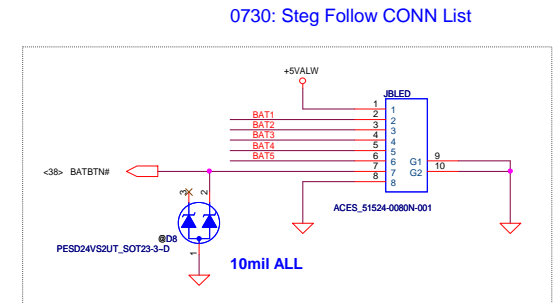 0730: Steg Follow CONN List
+5VALW
JBLED
1 1
BAT1 2 2
BAT2 3 3
BAT3 4 4
BAT4 5 5
BAT5 6 6 G1 9
<38> BATBTN# 7 7 G2 10
8 8
ACES_51524-0080N-001
3 2
@D8
PESD24VS2UT_SOT23-3~D
1
10mil ALL